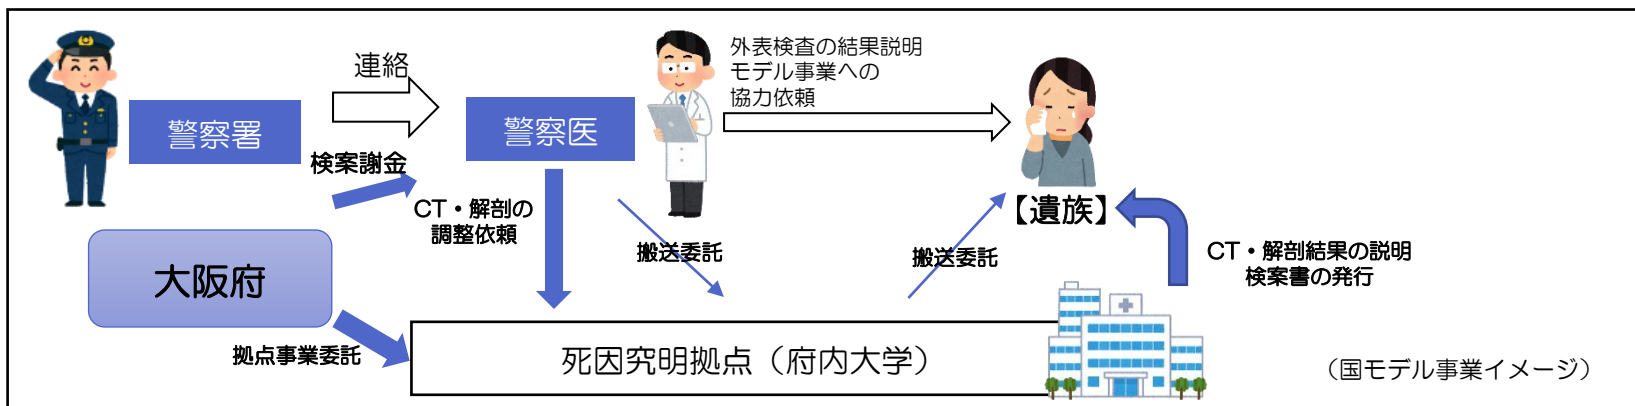 連絡
警察署
検案謝金
警察医
外表検査の結果説明
モデル事業への
協力依頼
【遺族】
CT・解剖の
調整依頼
搬送委託
搬送委託
CT・解剖結果の説明
検案書の発行
大阪府
拠点事業委託
死因究明拠点（府内大学）
（国モデル事業イメージ）